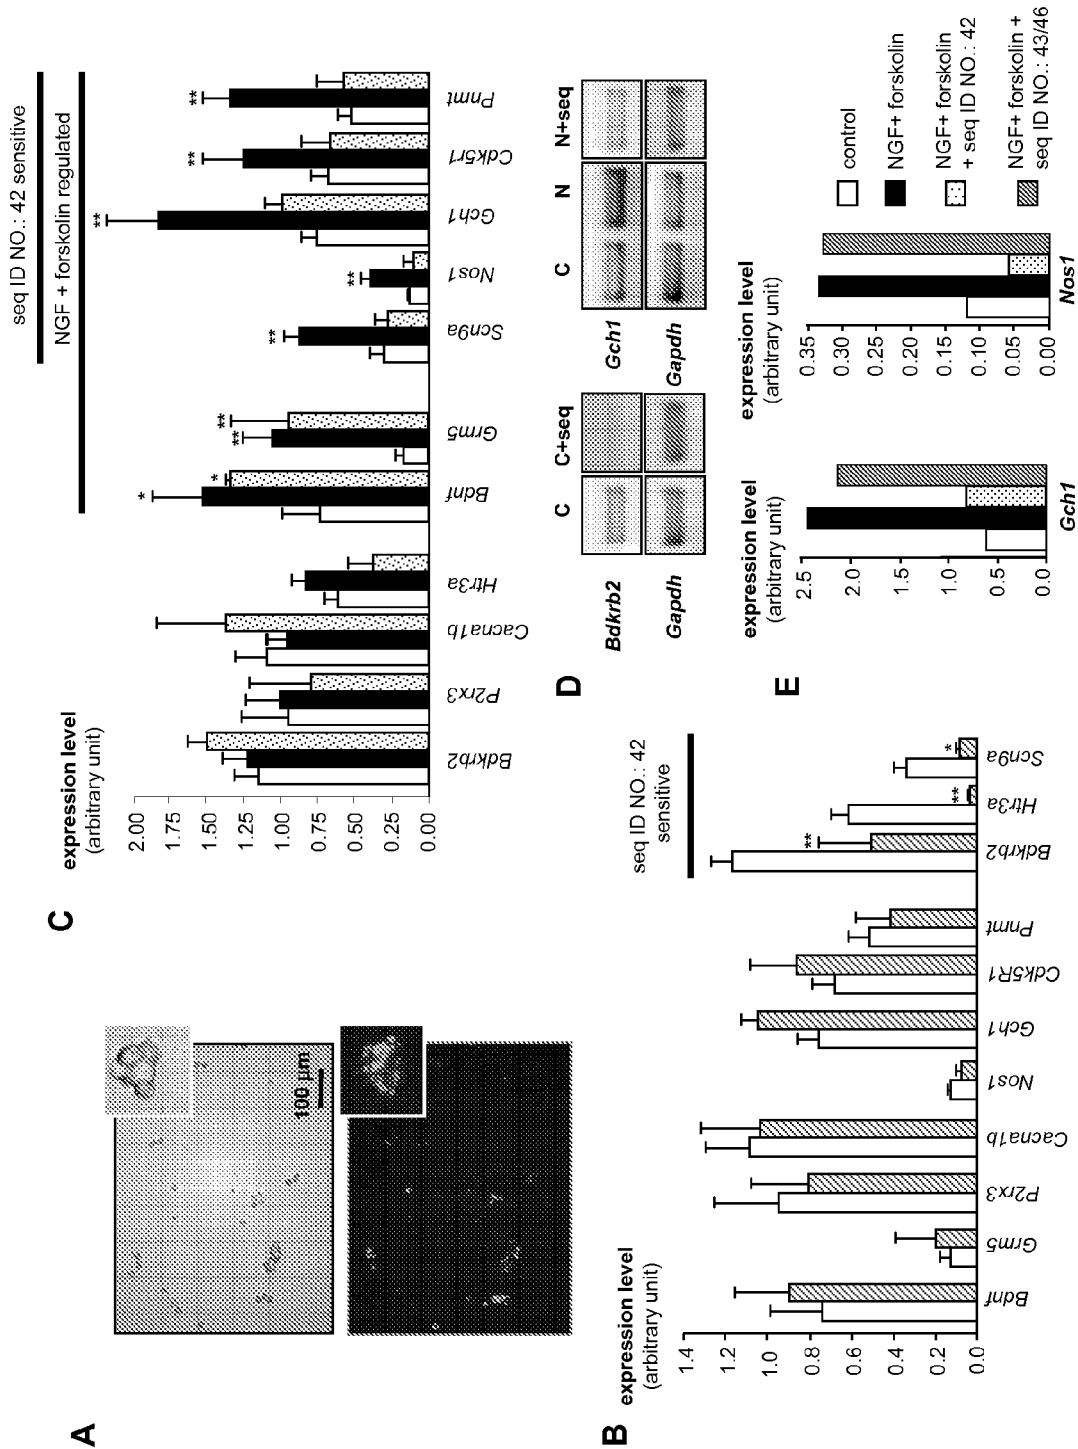 A
100 µm
B
expression level
(arbitrary unit)
1.4
1.2
1.0
0.8
0.6
0.4
0.2
0.0
Bdnf
Grm5
P2rx3
Cacna1b
Nos1
Gch1
Cdk5R1
Pnmt
Bdkrb2
Htr3a
Scn9a
**
**
*
seq ID NO.: 42
sensitive
C
expression level
(arbitrary unit)
2.00
1.75
1.50
1.25
1.00
0.75
0.50
0.25
0.00
Bdkrb2
P2rx3
Cacna1b
Htr3a
Bdnf
Grm5
Scn9a
Nos1
Gch1
Cdk5r1
Pnmt
*
*
**
**
**
**
**
**
**
seq ID NO.: 42 sensitive
NGF + forskolin regulated
D
C
C+seq
Bdkrb2
Gapdh
C
N
N+seq
Gch1
Gapdh
E
expression level
(arbitrary unit)
2.5
2.0
1.5
1.0
0.5
0.0
Gch1
expression level
(arbitrary unit)
0.35
0.30
0.25
0.20
0.15
0.10
0.05
0.00
Nos1
control
NGF+ forskolin
NGF+ forskolin
+ seq ID NO.: 42
NGF+ forskolin +
seq ID NO.: 43/46